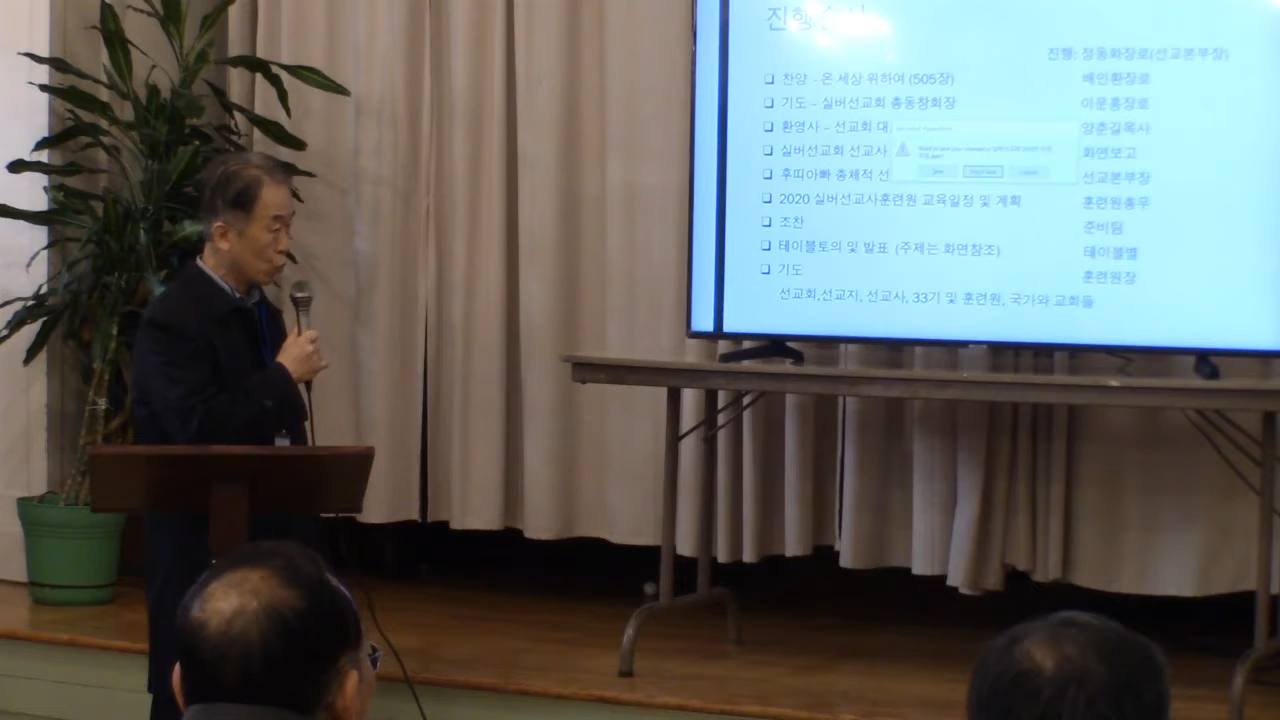 진행순서
진행: 정동화장로(선교본부장)
❑ 찬양 – 온 세상 위하여 (505장) 배인환장로
❑ 기도 – 실버선교회 총동창회장 이문홍장로
❑ 환영사 – 선교회 대 양춘길목사
❑ 실버선교회 선교사 화면보고
❑ 후띠아빠 총체적 선 선교본부장
❑ 2020 실버선교사훈련원 교육일정 및 계획 훈련원총무
❑ 조찬 준비팀
❑ 테이블토의 및 발표 (주제는 화면참조) 테이블별
❑ 기도 훈련원장
선교회,선교지, 선교사, 33기 및 훈련원, 국가와 교회들